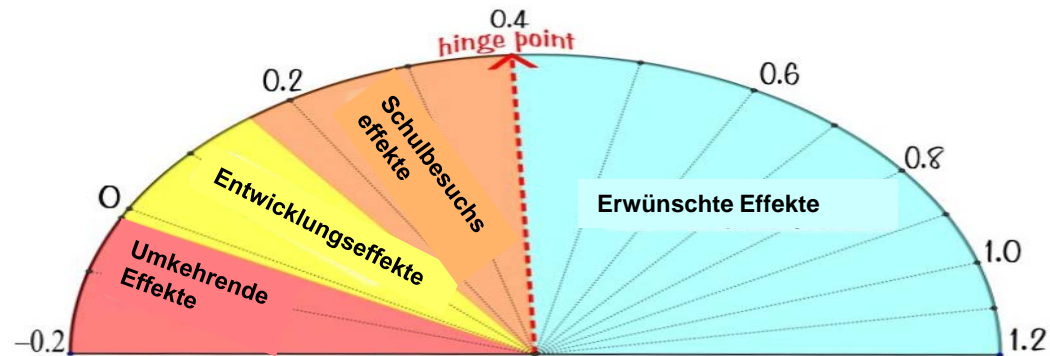 0.4
hinge point
0.2
0.6
Schulbesuchs
effekte
0.8
Entwicklungseffekte
0
Erwünschte Effekte
Umkehrende
Effekte
1.0
-0.2
1.2